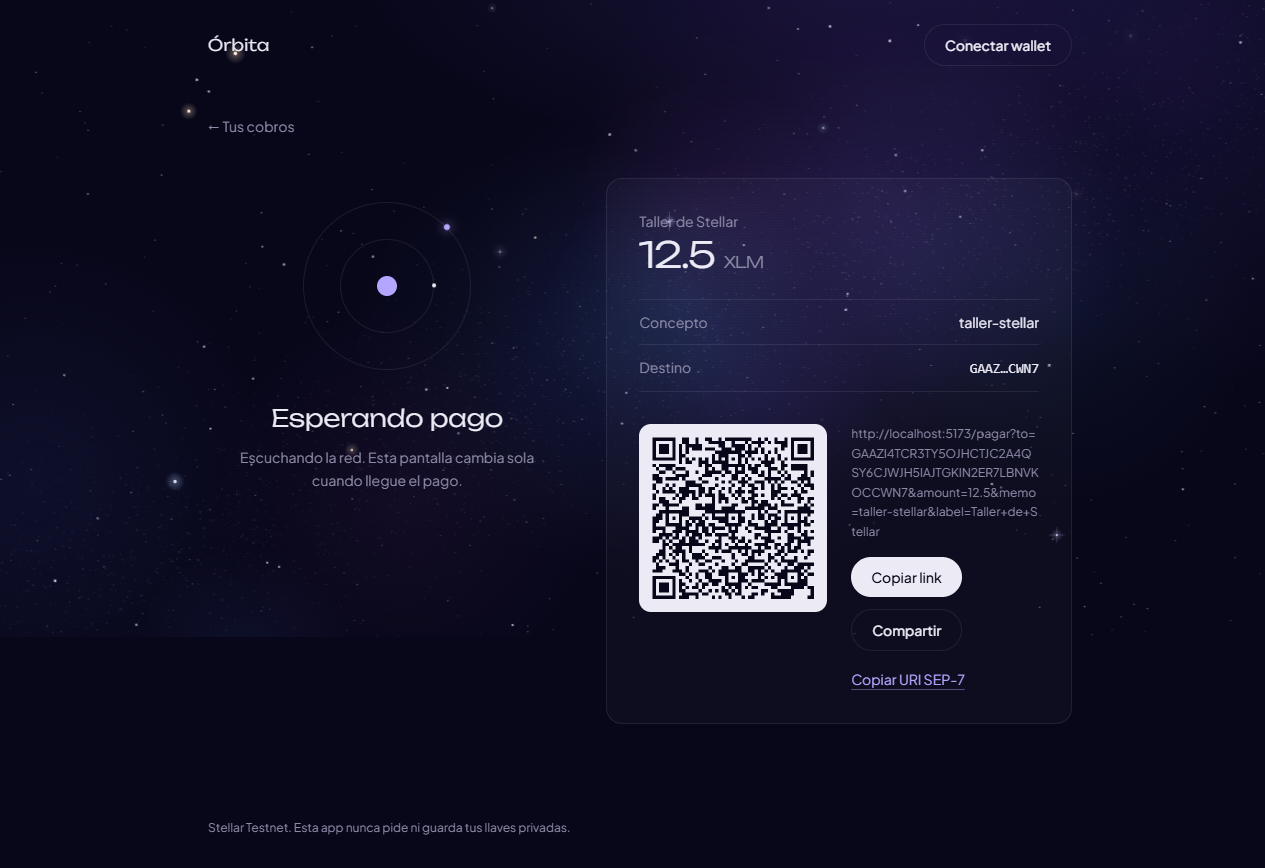 Órbita
Conectar wallet
← Tus cobros
Esperando pago
Escuchando la red. Esta pantalla cambia sola
cuando llegue el pago.
Taller de Stellar
12.5 XLM
Concepto taller-stellar
Destino GAAZ…CWN7
http://localhost:5173/pagar?to=
GAAZI4TCR3TY5OJHCTJC2A4Q
SY6CJWJH5IAJTGKIN2ER7LBNVK
OCCWN7&amount=12.5&memo
=taller-stellar&label=Taller+de+S
tellar
Copiar link
Compartir
Copiar URI SEP-7
Stellar Testnet. Esta app nunca pide ni guarda tus llaves privadas.